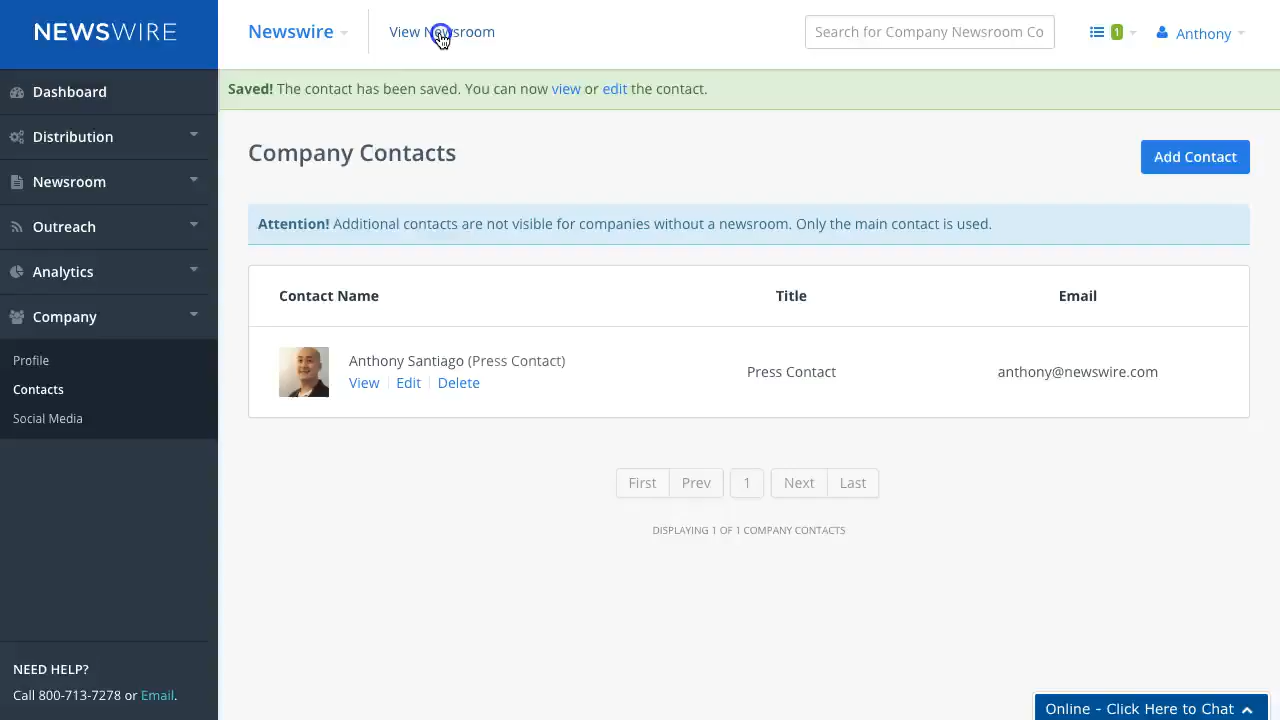 NEWSWIRE
Newswire
View Newsroom
Search for Company Newsroom Co
1
Anthony
Dashboard
Distribution
Newsroom
Outreach
Analytics
Company
Profile
Contacts
Social Media
NEED HELP?
Call 800-713-7278 or Email.
Saved! The contact has been saved. You can now view or edit the contact.
Company Contacts
Add Contact
Attention! Additional contacts are not visible for companies without a newsroom. Only the main contact is used.
Contact Name Title Email
Anthony Santiago (Press Contact)
View Edit Delete
Press Contact
anthony@newswire.com
First Prev 1 Next Last
DISPLAYING 1 OF 1 COMPANY CONTACTS
Online - Click Here to Chat